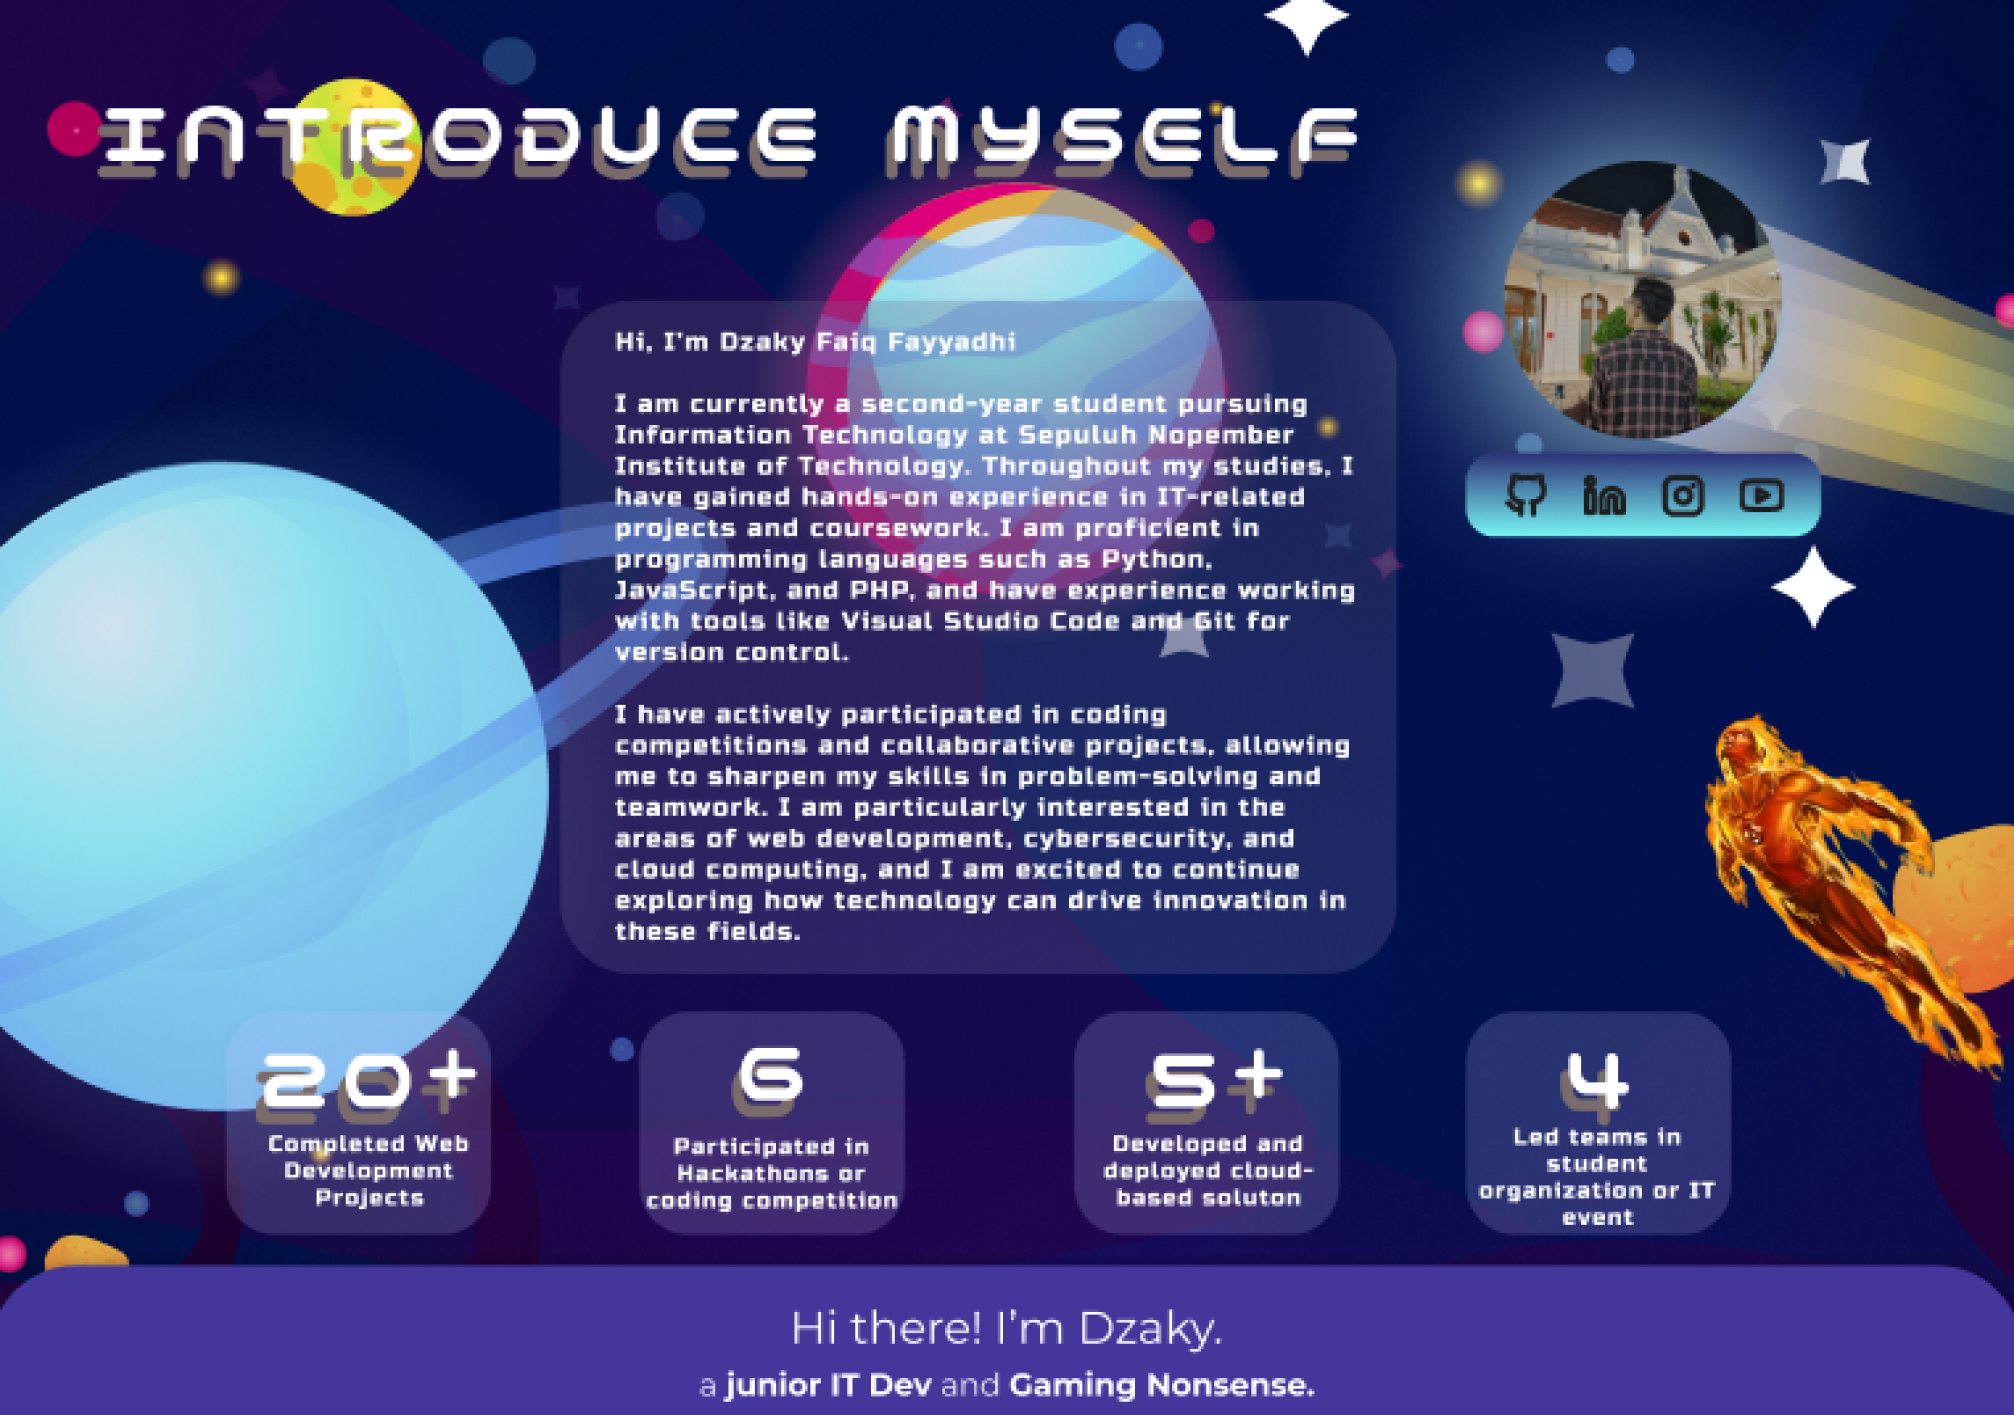 INTRODUCE MYSELF
Hi, I'm Dzaky Faiq Fayyadhi
I am currently a second-year student pursuing
Information Technology at Sepuluh Nopember
Institute of Technology. Throughout my studies, I
have gained hands-on experience in IT-related
projects and coursework. I am proficient in
programming languages such as Python,
JavaScript, and PHP, and have experience working
with tools like Visual Studio Code and Git for
version control.
I have actively participated in coding
competitions and collaborative projects, allowing
me to sharpen my skills in problem-solving and
teamwork. I am particularly interested in the
areas of web development, cybersecurity, and
cloud computing, and I am excited to continue
exploring how technology can drive innovation in
these fields.
20+
Completed Web
Development
Projects
6
Participated in
Hackathons or
coding competition
5+
Developed and
deployed cloud-
based soluton
4
Led teams in
student
organization or IT
event
Hi there! I'm Dzaky.
a junior IT Dev and Gaming Nonsense.